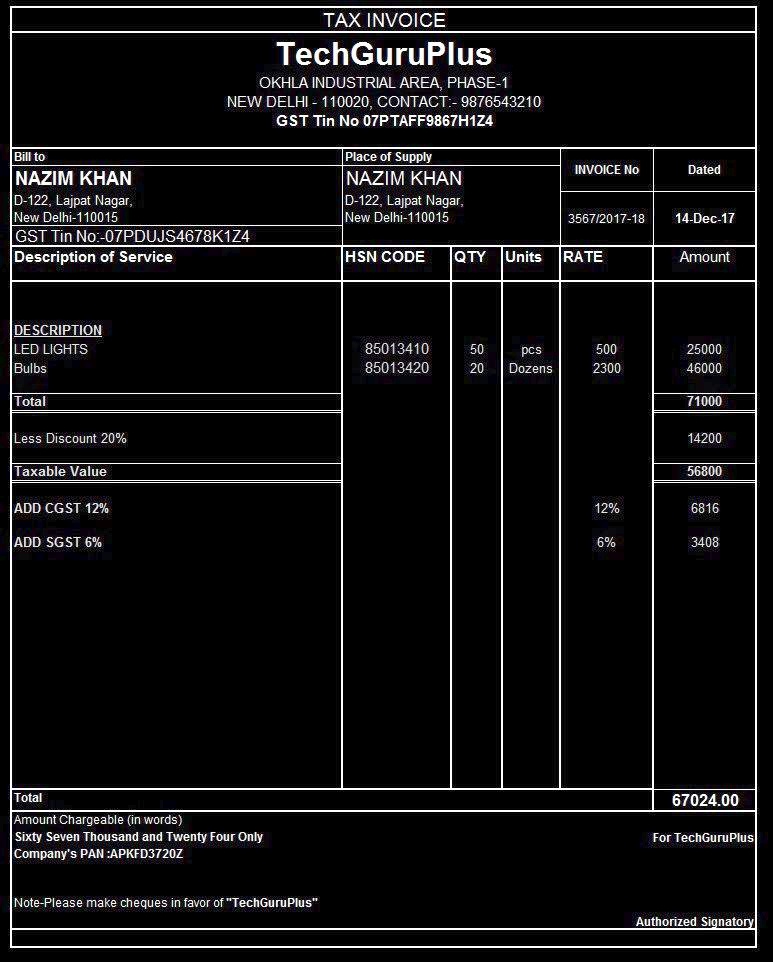 TAX INVOICE
TechGuruPlus
OKHLA INDUSTRIAL AREA, PHASE-1
NEW DELHI - 110020, CONTACT:- 9876543210
GST Tin No 07PTAFF9867H1Z4
Bill to
NAZIM KHAN
D-122, Lajpat Nagar,
New Delhi-110015
GST Tin No:-07PDUJS4678K1Z4
Place of Supply
NAZIM KHAN
D-122, Lajpat Nagar,
New Delhi-110015
INVOICE No Dated
3567/2017-18 14-Dec-17
Description of Service HSN CODE QTY Units RATE Amount
DESCRIPTION
LED LIGHTS 85013410 50 pcs 500 25000
Bulbs 85013420 20 Dozens 2300 46000
Total 71000
Less Discount 20% 14200
Taxable Value 56800
ADD CGST 12% 12% 6816
ADD SGST 6% 6% 3408
Total 67024.00
Amount Chargeable (in words)
Sixty Seven Thousand and Twenty Four Only For TechGuruPlus
Company's PAN :APKFD3720Z
Note-Please make cheques in favor of "TechGuruPlus"
Authorized Signatory